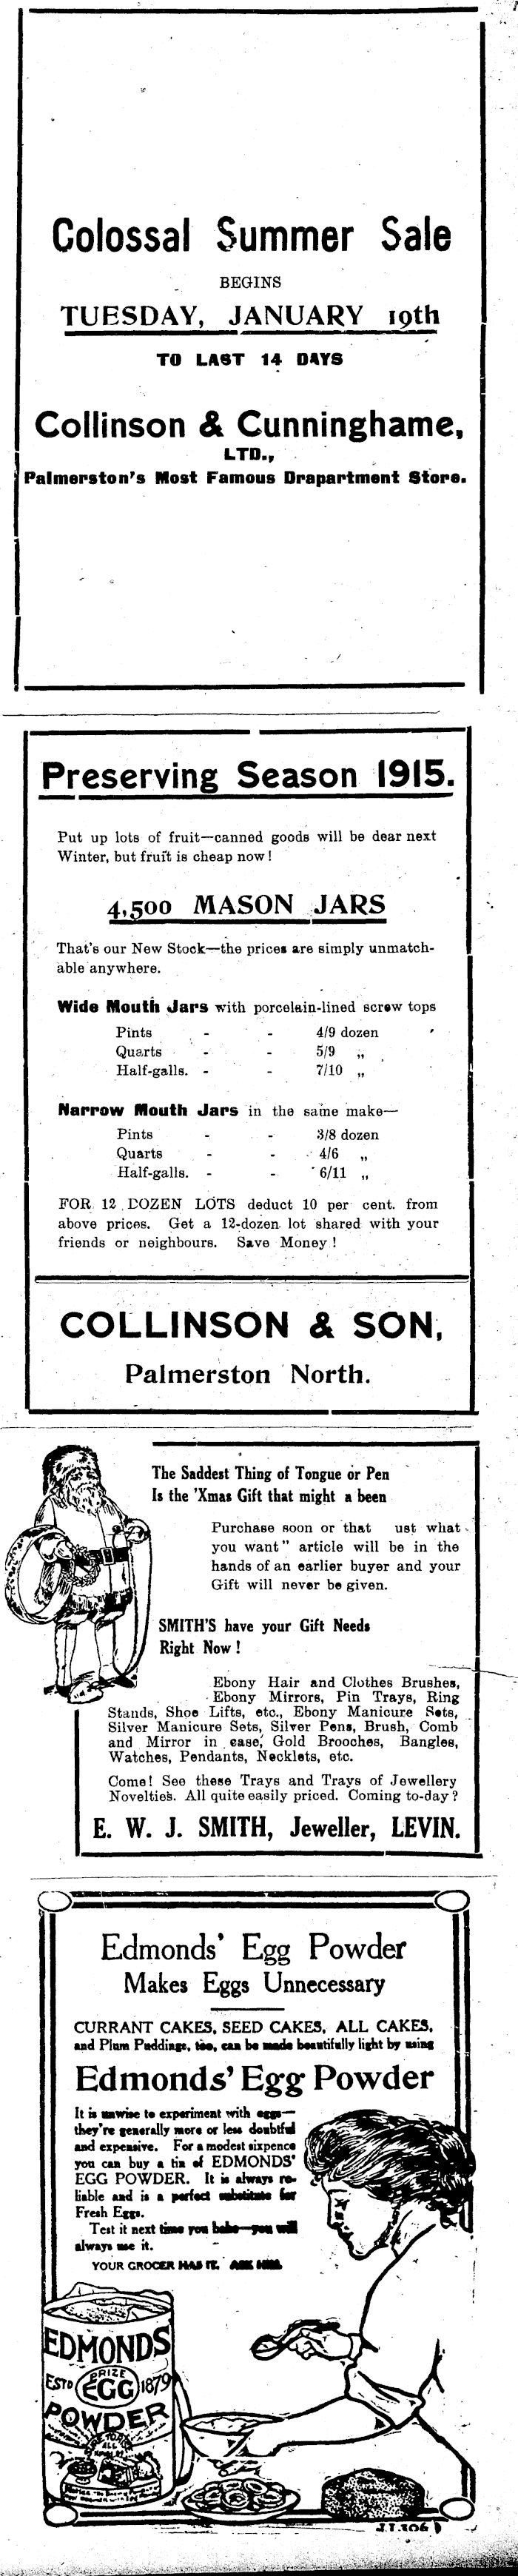 Colossal Summer Sale
BEGINS
TUESDAY, JANUARY 19th
TO LAST 14 DAYS
Collinson & Cunninghame,
LTD.,
Palmerston's Most Famous Drapartment Store.
Preserving Season 1915.
Put up lots of fruit—canned goods will be dear next
Winter, but fruit is cheap now!
4,500 MASON JARS
That's our New Stock—the prices are simply unmatch-
able anywhere.
Wide Mouth Jars with porcelain-lined screw tops
Pints - - 4/9 dozen
Quarts - - 5/9 „
Half-galls. - - 7/10 „
Narrow Mouth Jars in the same make—
Pints - - 3/8 dozen
Quarts - - 4/6 „
Half-galls. - - 6/11 „
FOR 12 DOZEN LOTS deduct 10 per cent. from
above prices. Get a 12-dozen lot shared with your
friends or neighbours. Save Money!
COLLINSON & SON,
Palmerston North.
The Saddest Thing of Tongue or Pen
Is the 'Xmas Gift that might a been
Purchase soon or that ust what
you want" article will be in the
hands of an earlier buyer and your
Gift will never be given.
SMITH'S have your Gift Needs
Right Now!
Ebony Hair and Clothes Brushes,
Ebony Mirrors, Pin Trays, Ring
Stands, Shoe Lifts, etc., Ebony Manicure Sets,
Silver Manicure Sets, Silver Pens, Brush, Comb
and Mirror in case, Gold Brooches, Bangles,
Watches, Pendants, Necklets, etc.
Come! See these Trays and Trays of Jewellery
Novelties. All quite easily priced. Coming to-day?
E. W. J. SMITH, Jeweller, LEVIN.
Edmonds' Egg Powder
Makes Eggs Unnecessary
CURRANT CAKES, SEED CAKES, ALL CAKES,
and Plum Puddings, too, can be made beautifully light by using
Edmonds' Egg Powder
It is unwise to experiment with eggs—
they're generally more or less doubtful
and expensive. For a modest sixpence
you can buy a tin of EDMONDS'
EGG POWDER. It is always re-
liable and is a perfect substitute for
Fresh Eggs.
Test it next time you bake—you will
always use it.
YOUR GROCER HAS IT. ASK HIM.
EDMONDS
PRIZE
ESTD EGG 1879
POWDER
J.T.306